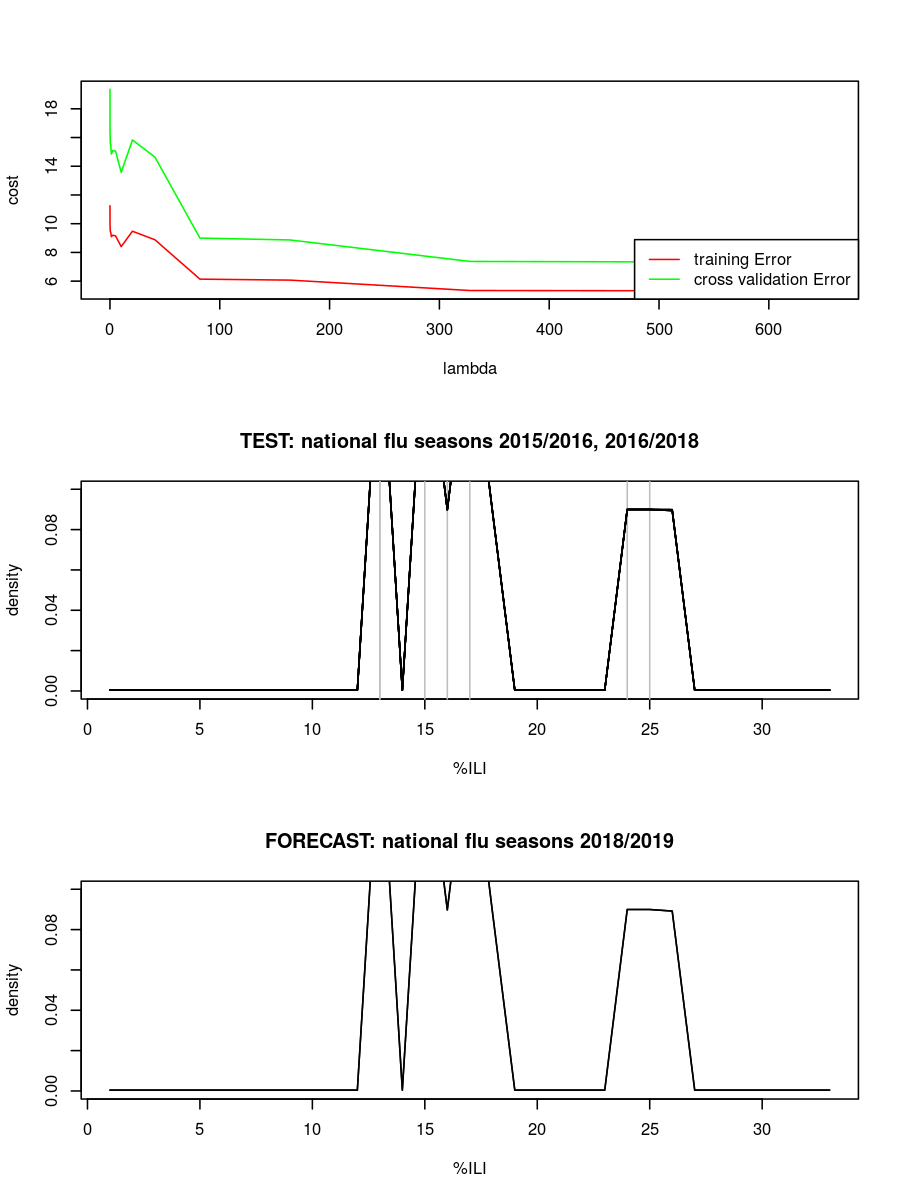 18
14
10
8
6
cost
training Error
cross validation Error
0 100 200 300 400 500 600
lambda
TEST: national flu seasons 2015/2016, 2016/2018
0.08
0.04
0.00
density
0 5 10 15 20 25 30
%ILI
FORECAST: national flu seasons 2018/2019
0.08
0.04
0.00
density
0 5 10 15 20 25 30
%ILI